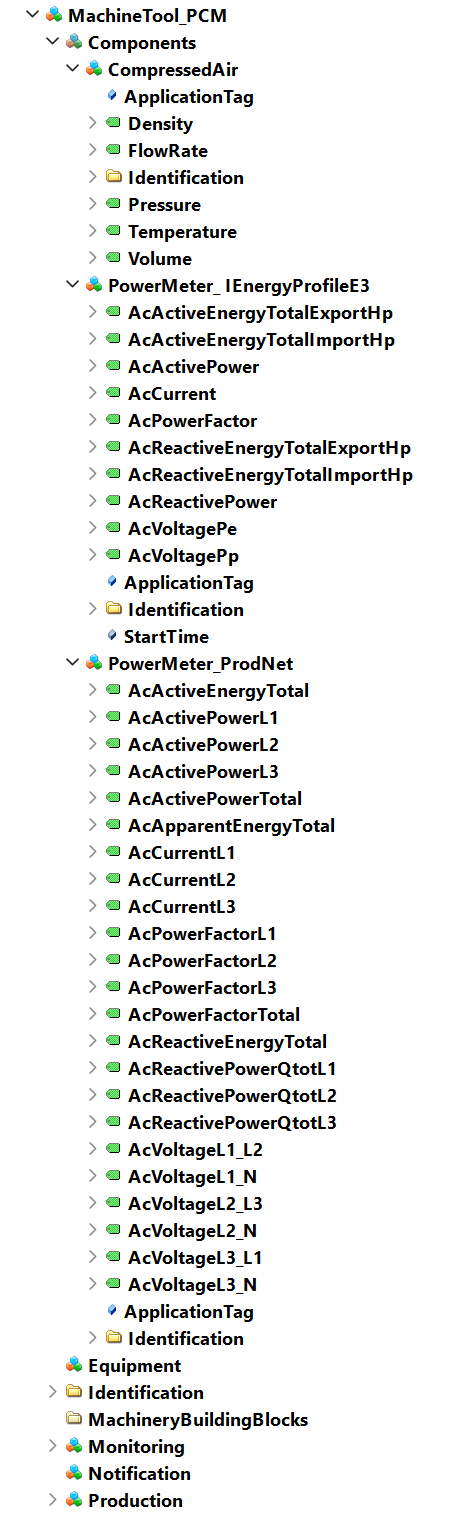 MachineTool_PCM
Components
CompressedAir
ApplicationTag
Density
FlowRate
Identification
Pressure
Temperature
Volume
PowerMeter_ IEnergyProfileE3
AcActiveEnergyTotalExportHp
AcActiveEnergyTotalImportHp
AcActivePower
AcCurrent
AcPowerFactor
AcReactiveEnergyTotalExportHp
AcReactiveEnergyTotalImportHp
AcReactivePower
AcVoltagePe
AcVoltagePp
ApplicationTag
Identification
StartTime
PowerMeter_ProdNet
AcActiveEnergyTotal
AcActivePowerL1
AcActivePowerL2
AcActivePowerL3
AcActivePowerTotal
AcApparentEnergyTotal
AcCurrentL1
AcCurrentL2
AcCurrentL3
AcPowerFactorL1
AcPowerFactorL2
AcPowerFactorL3
AcPowerFactorTotal
AcReactiveEnergyTotal
AcReactivePowerQtotL1
AcReactivePowerQtotL2
AcReactivePowerQtotL3
AcVoltageL1_L2
AcVoltageL1_N
AcVoltageL2_L3
AcVoltageL2_N
AcVoltageL3_L1
AcVoltageL3_N
ApplicationTag
Identification
Equipment
Identification
MachineryBuildingBlocks
Monitoring
Notification
Production